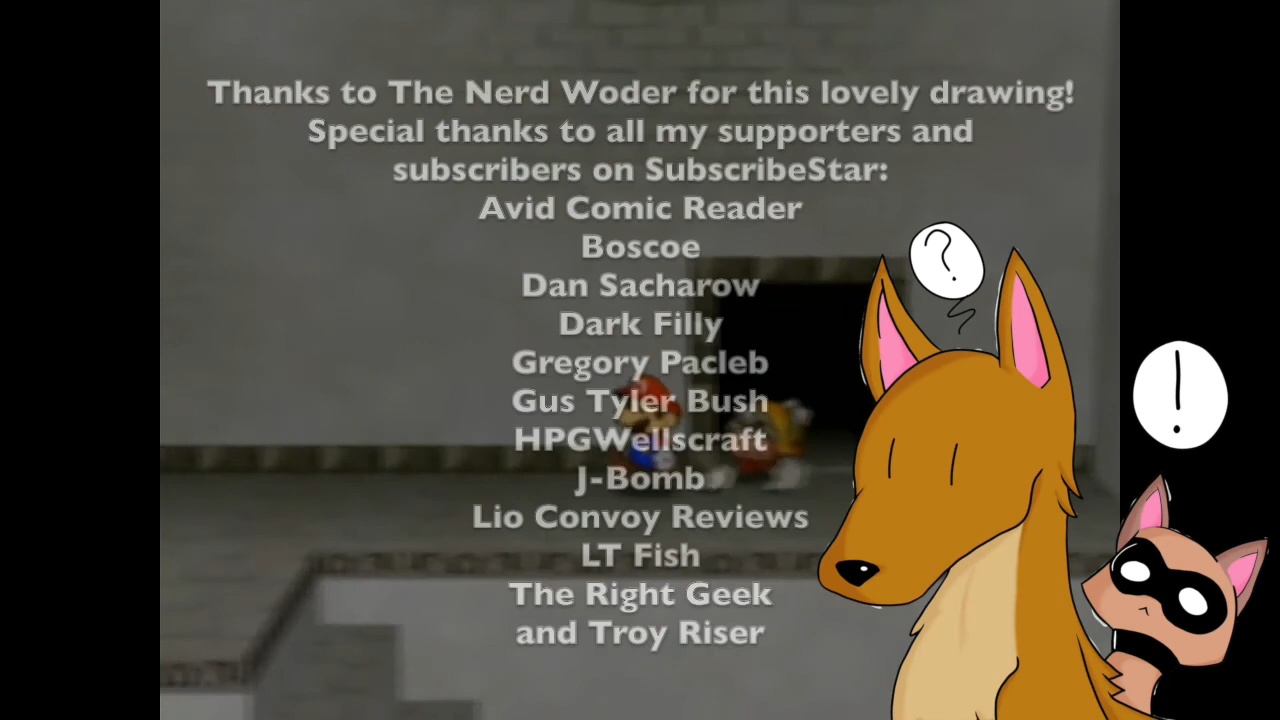 Thanks to The Nerd Woder for this lovely drawing!
Special thanks to all my supporters and
subscribers on SubscribeStar:
Avid Comic Reader
Boscoe
Dan Sacharow
Dark Filly
Gregory Pacleb
Gus Tyler Bush
HPGWellscraft
J-Bomb
Lio Convoy Reviews
LT Fish
The Right Geek
and Troy Riser
?
!